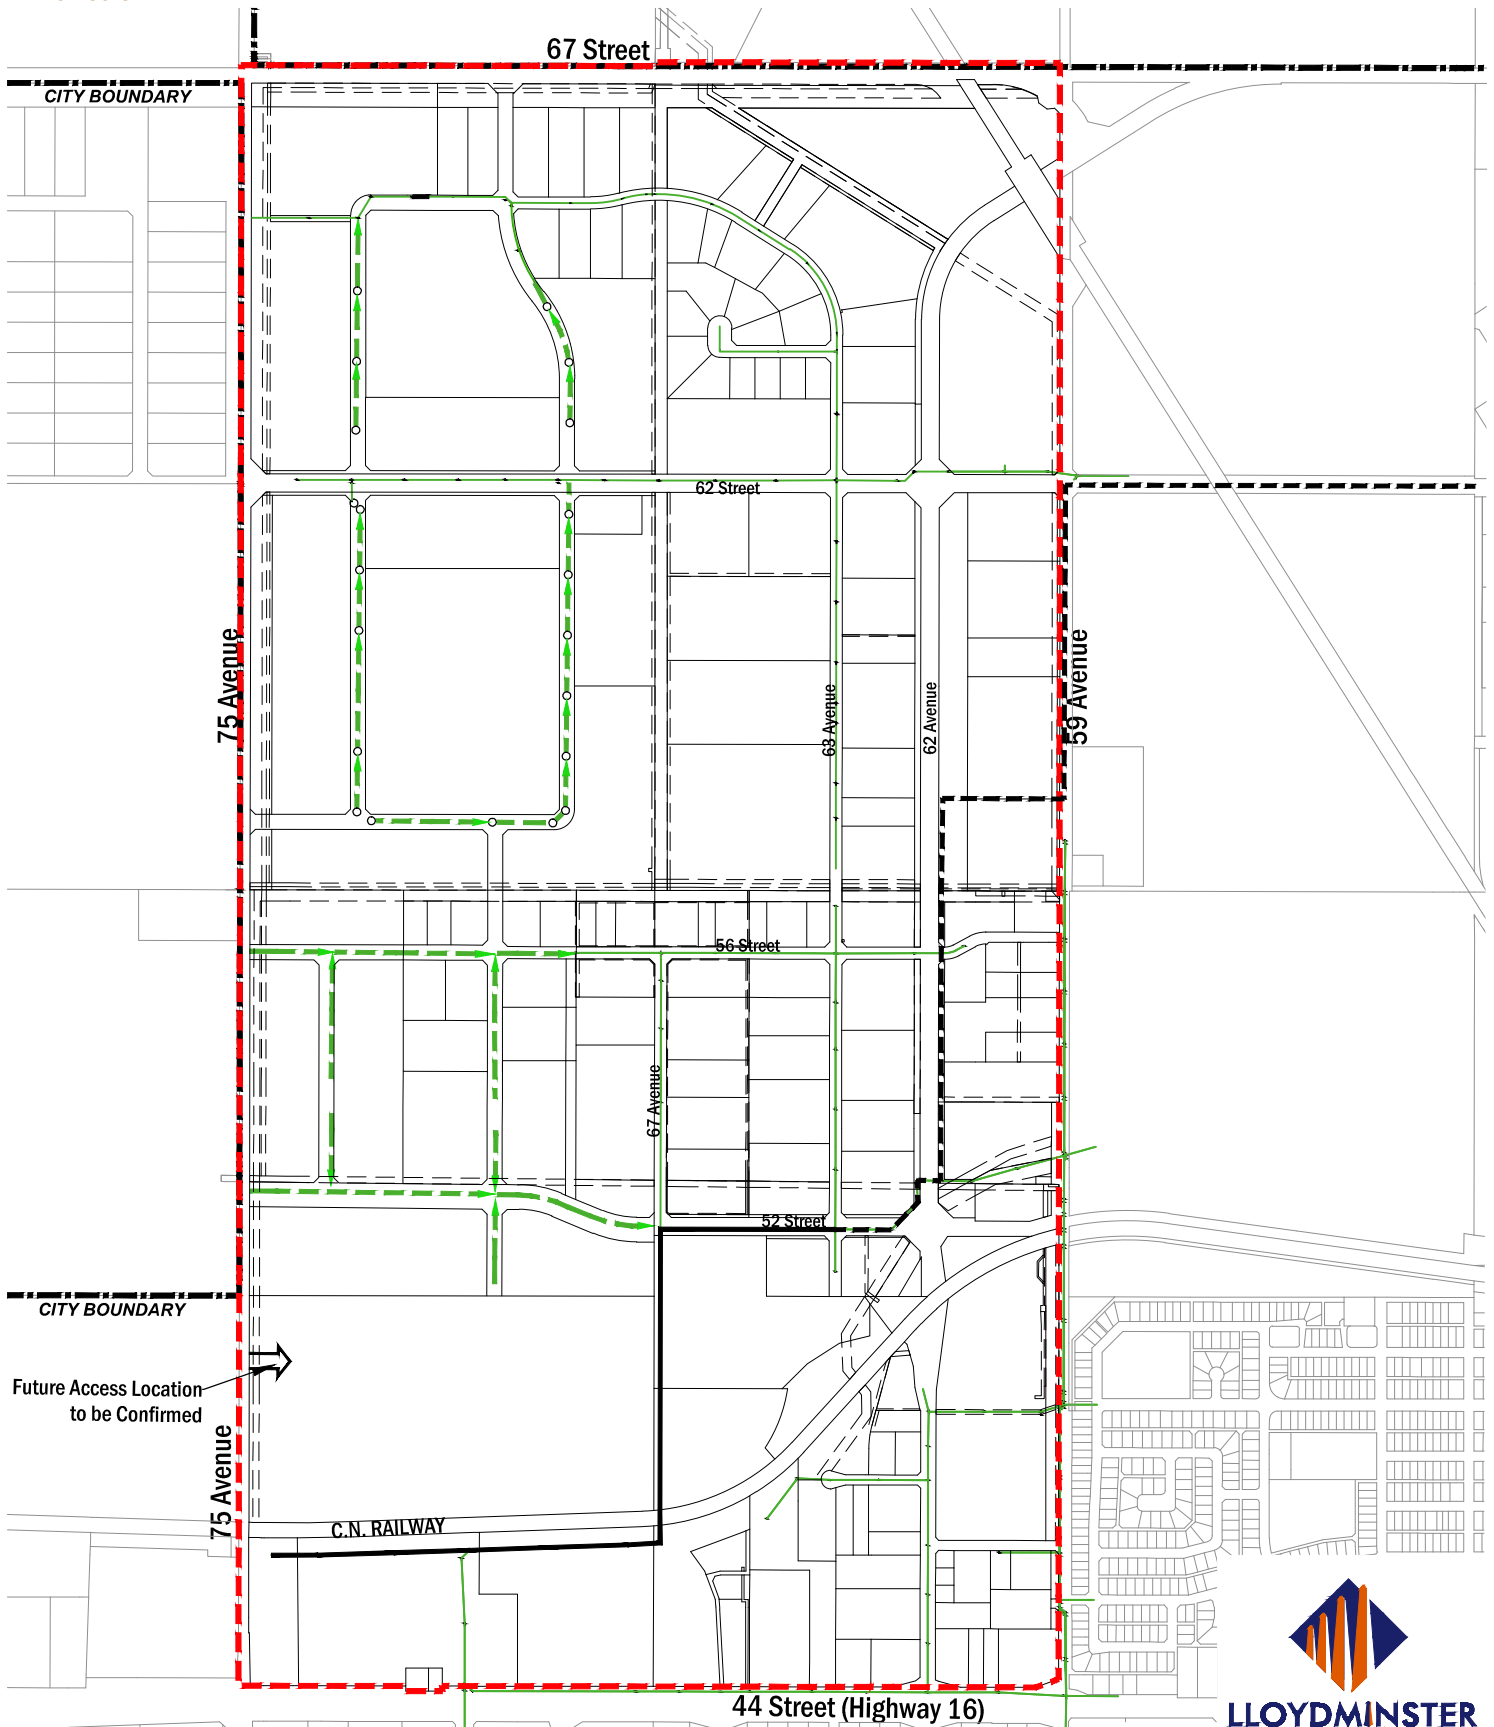 67 Street
CITY BOUNDARY
62 Street
75 Avenue
63 Avenue
62 Avenue
59 Avenue
56 Street
67 Avenue
52 Street
CITY BOUNDARY
Future Access Location
to be Confirmed
75 Avenue
C.N. RAILWAY
44 Street (Highway 16)
LLOYDMINSTER